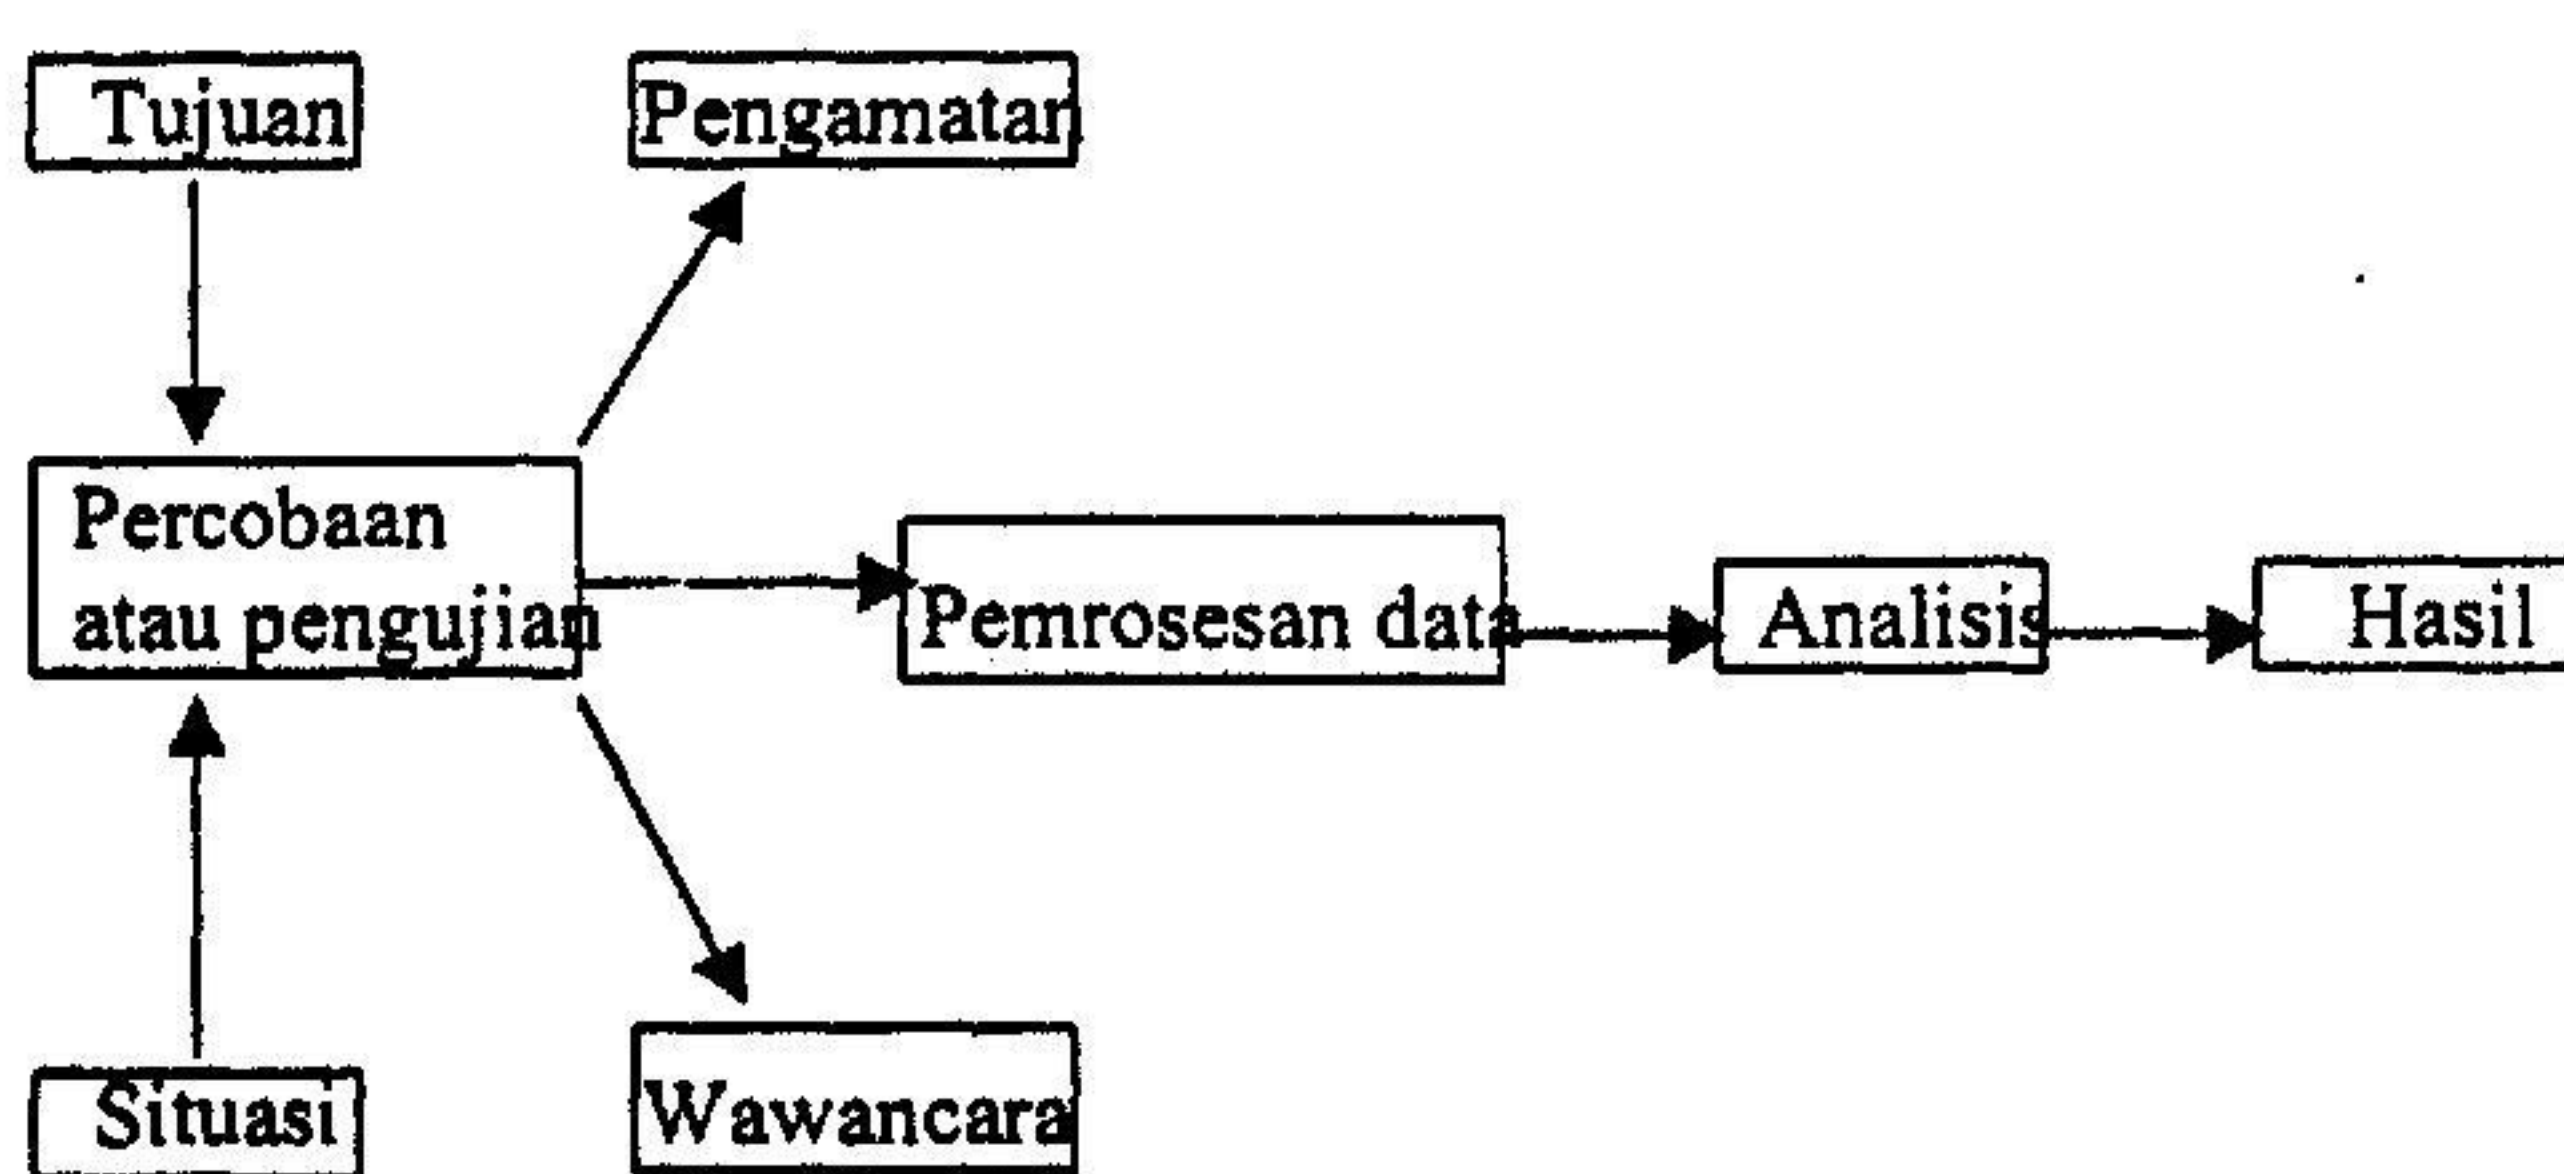 Tujuan
Pengamatan
Percobaan
atau pengujian
Pemrosesan data
Analisis
Hasil
Situasi
Wawancara